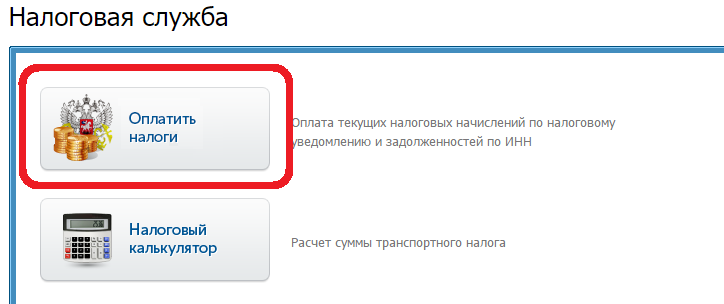 Налоговая служба
Оплатить
налоги
Оплата текущих налоговых начислений по налоговому
уведомлению и задолженностей по ИНН
Налоговый
калькулятор
Расчет суммы транспортного налога